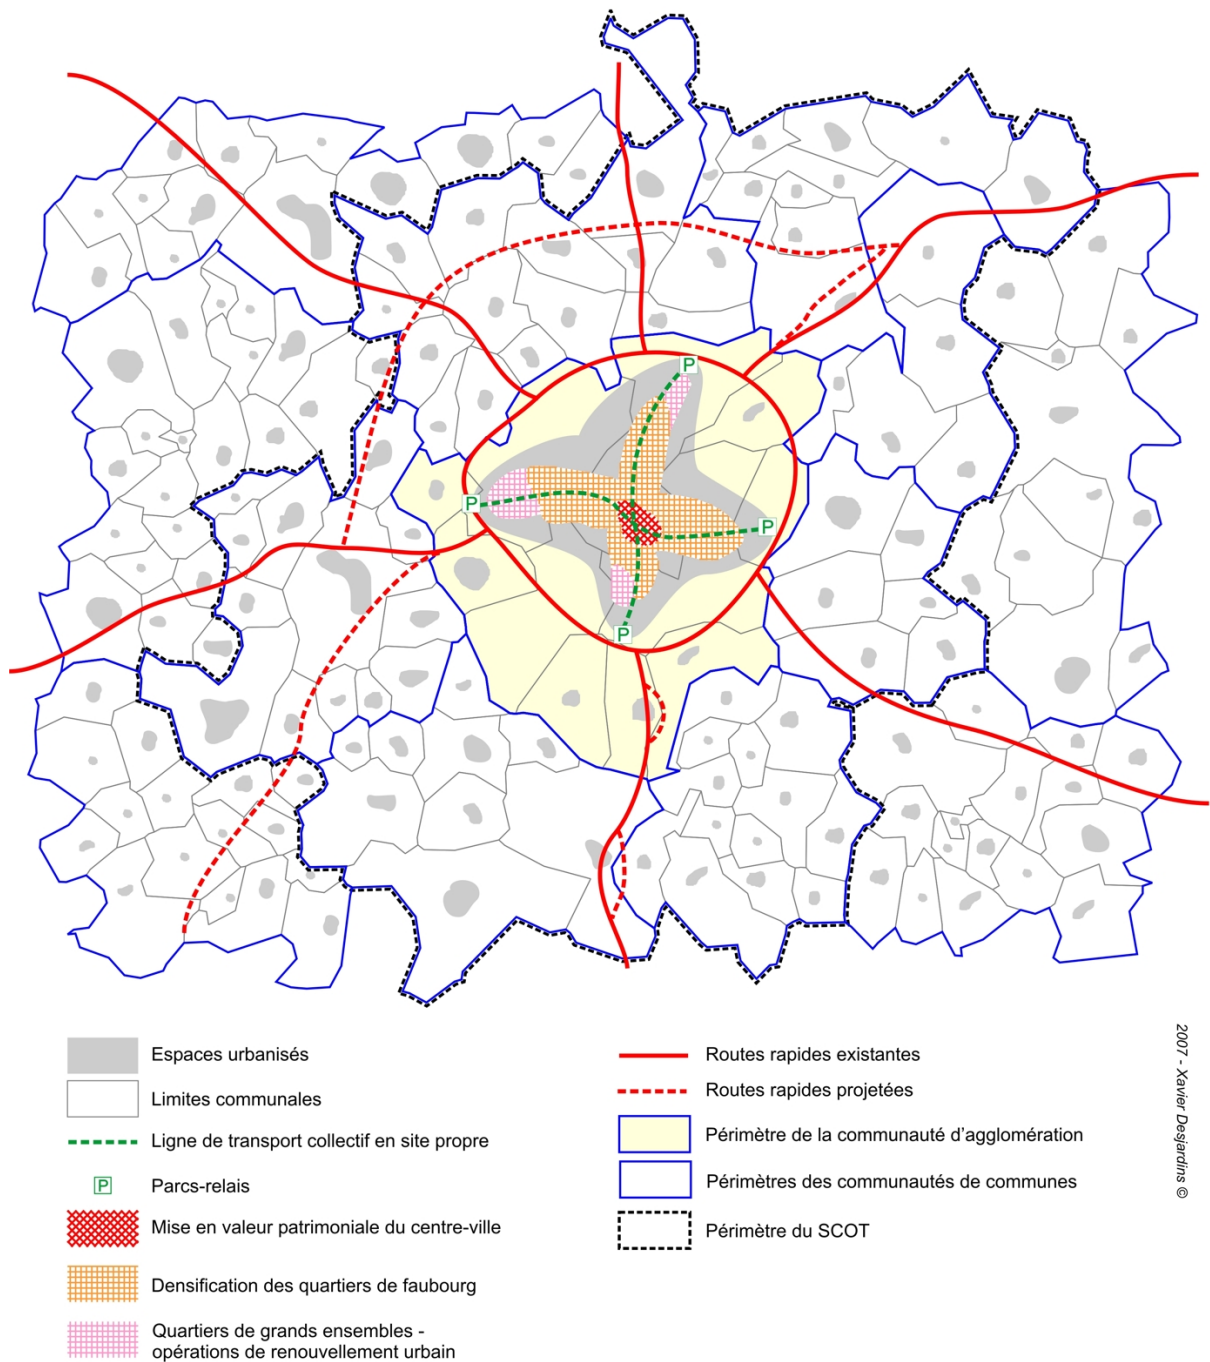 P
P
P
P
Espaces urbanisés
Limites communales
Ligne de transport collectif en site propre
P
Parcs-relais
Mise en valeur patrimoniale du centre-ville
Densification des quartiers de faubourg
Quartiers de grands ensembles -
opérations de renouvellement urbain
Routes rapides existantes
Routes rapides projetées
Périmètre de la communauté d'agglomération
Périmètres des communautés de communes
Périmètre du SCOT
2007 - Xavier Desjardins ©